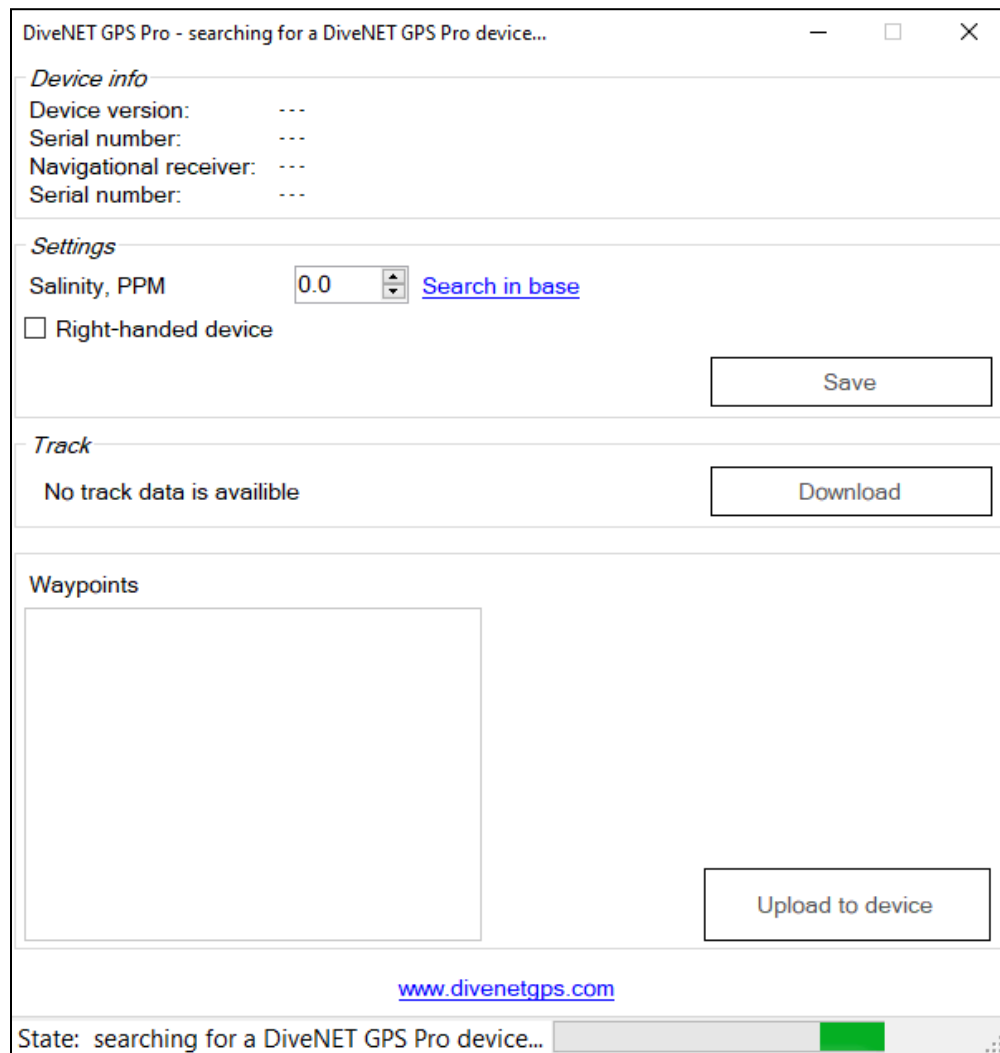 DiveNET GPS Pro - searching for a DiveNET GPS Pro device...
Device info
Device version: ---
Serial number: ---
Navigational receiver: ---
Serial number: ---
Settings
Salinity, PPM 0.0 Search in base
Right-handed device
Save
Track
No track data is availible Download
Waypoints
Upload to device
www.divenetgps.com
State: searching for a DiveNET GPS Pro device...